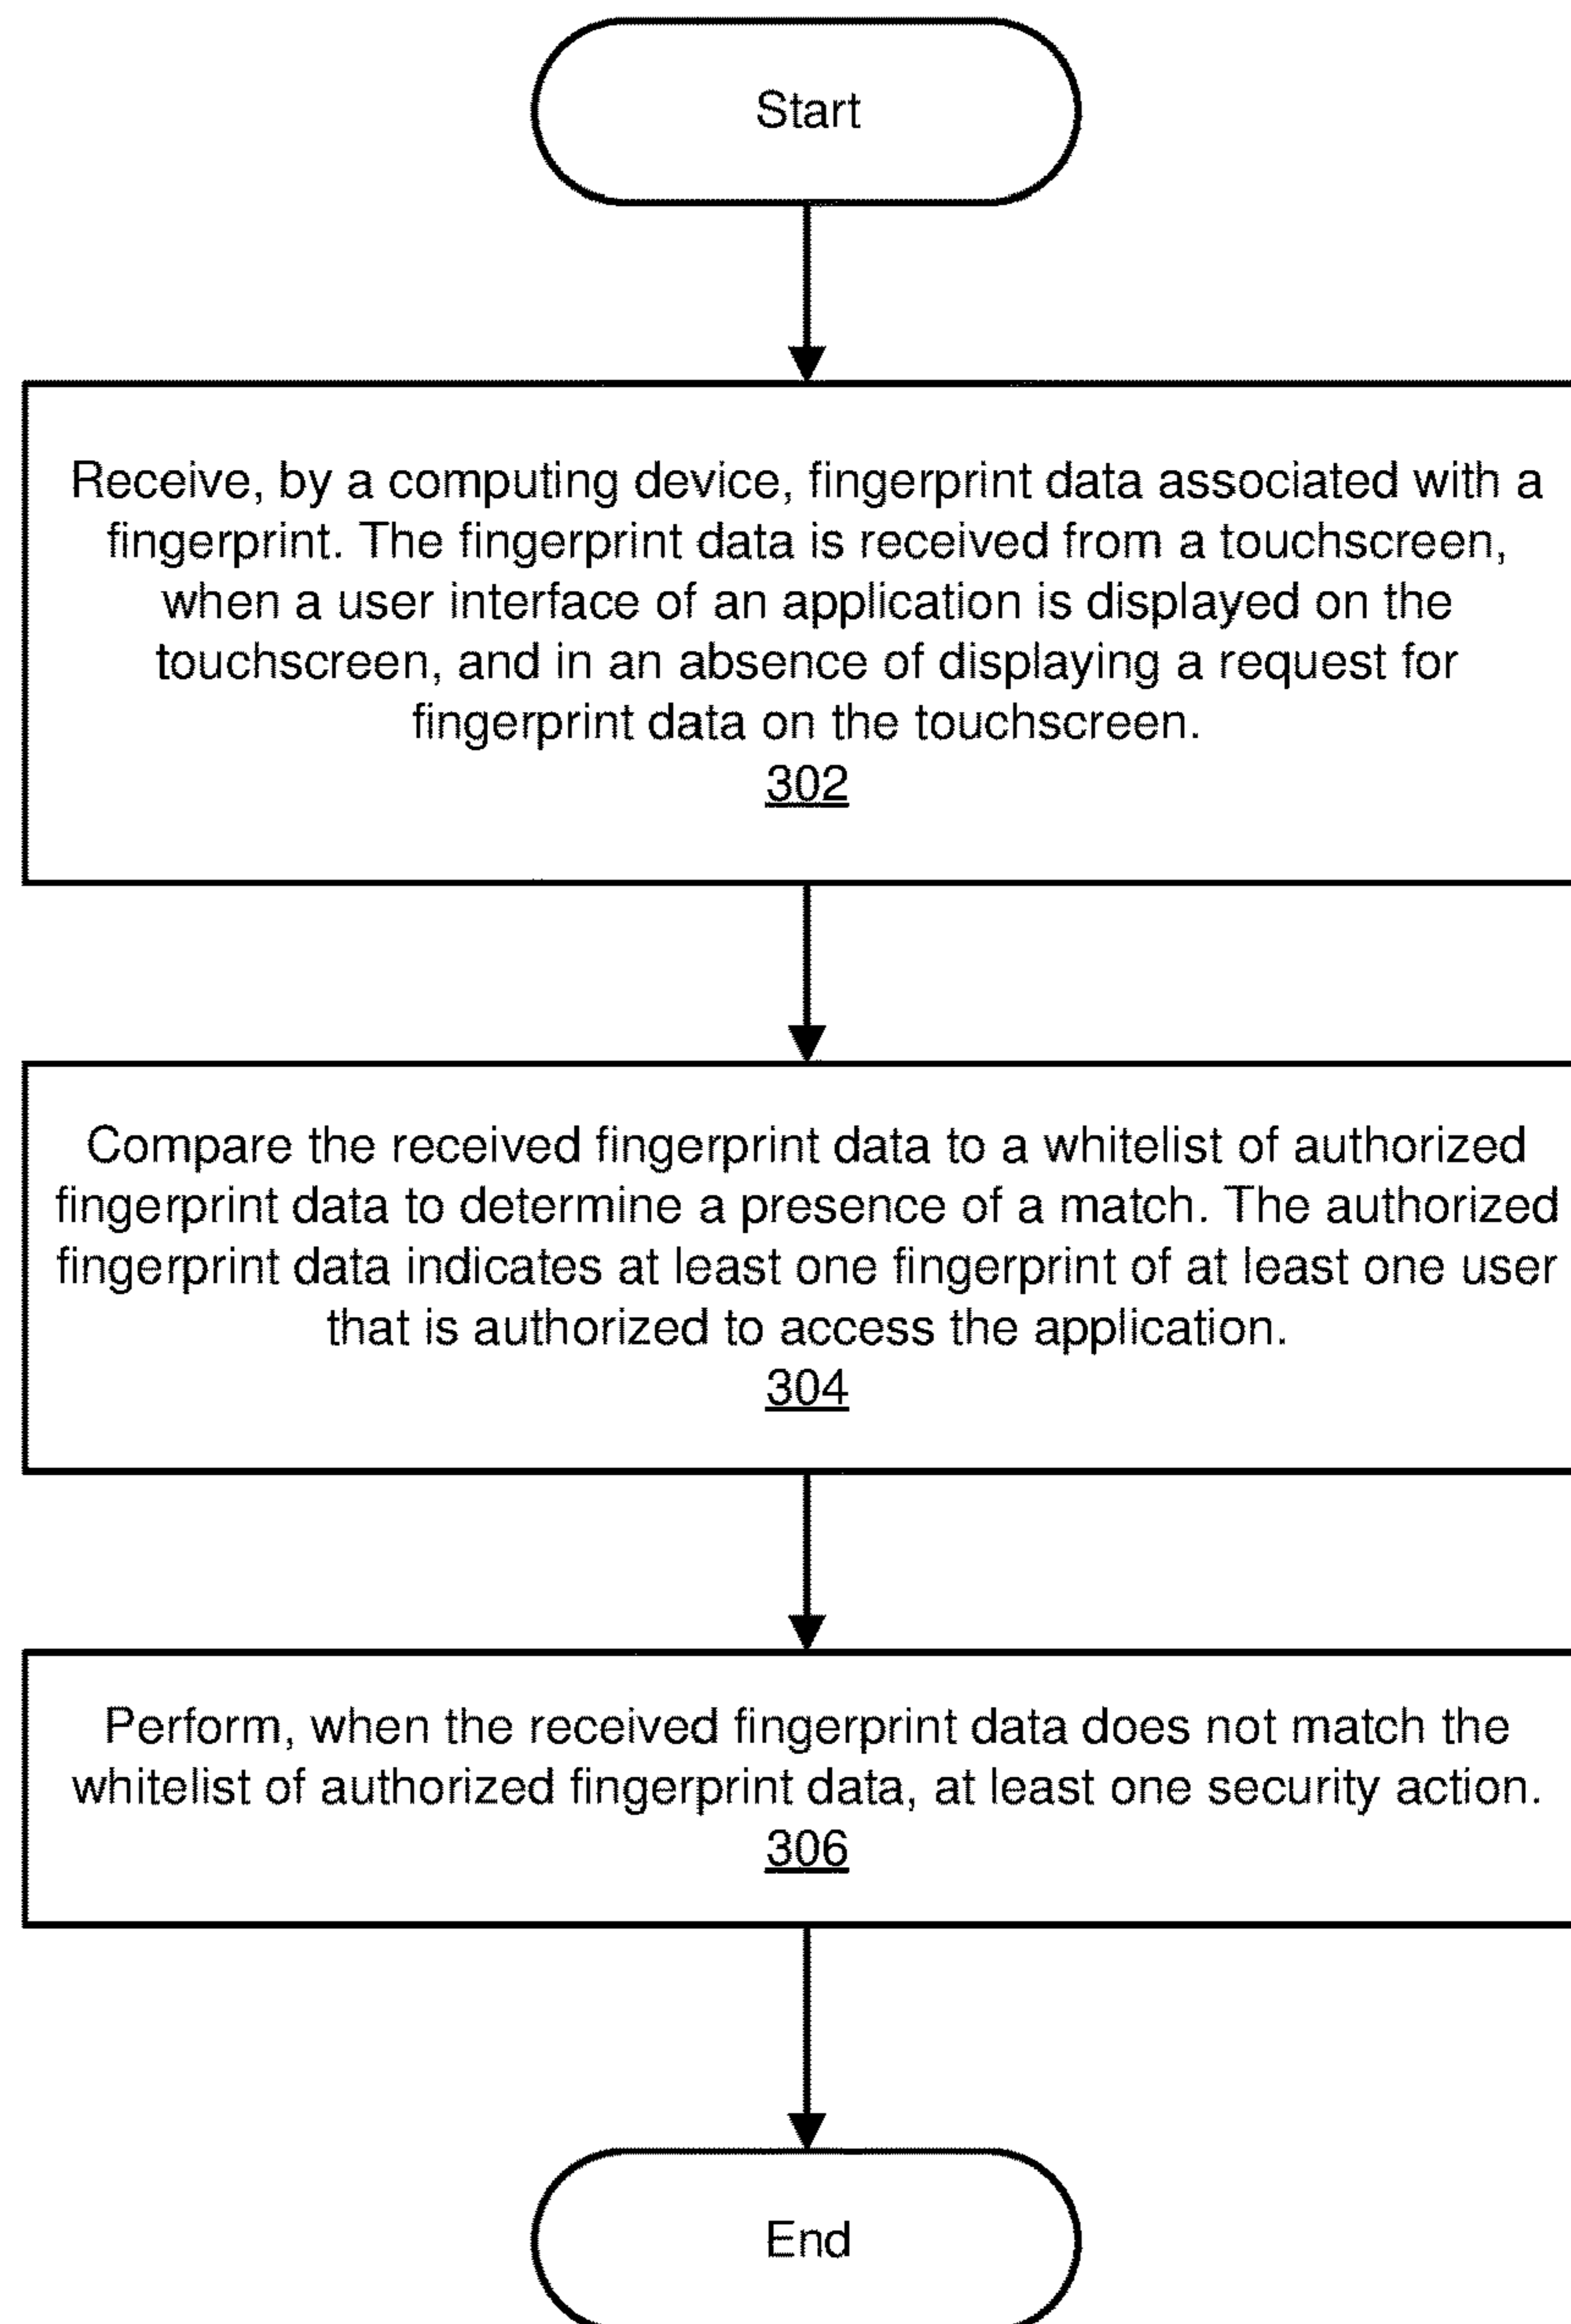 Start
Receive, by a computing device, fingerprint data associated with a
fingerprint. The fingerprint data is received from a touchscreen,
when a user interface of an application is displayed on the
touchscreen, and in an absence of displaying a request for
fingerprint data on the touchscreen.
302
Compare the received fingerprint data to a whitelist of authorized
fingerprint data to determine a presence of a match. The authorized
fingerprint data indicates at least one fingerprint of at least one user
that is authorized to access the application.
304
Perform, when the received fingerprint data does not match the
whitelist of authorized fingerprint data, at least one security action.
306
End